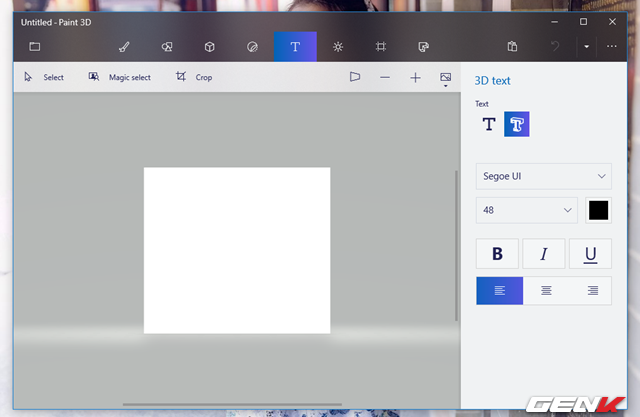 Untitled - Paint 3D
T
Select
Magic select
Crop
3D text
Text
T T
Segoe UI
48
B I U
GENK